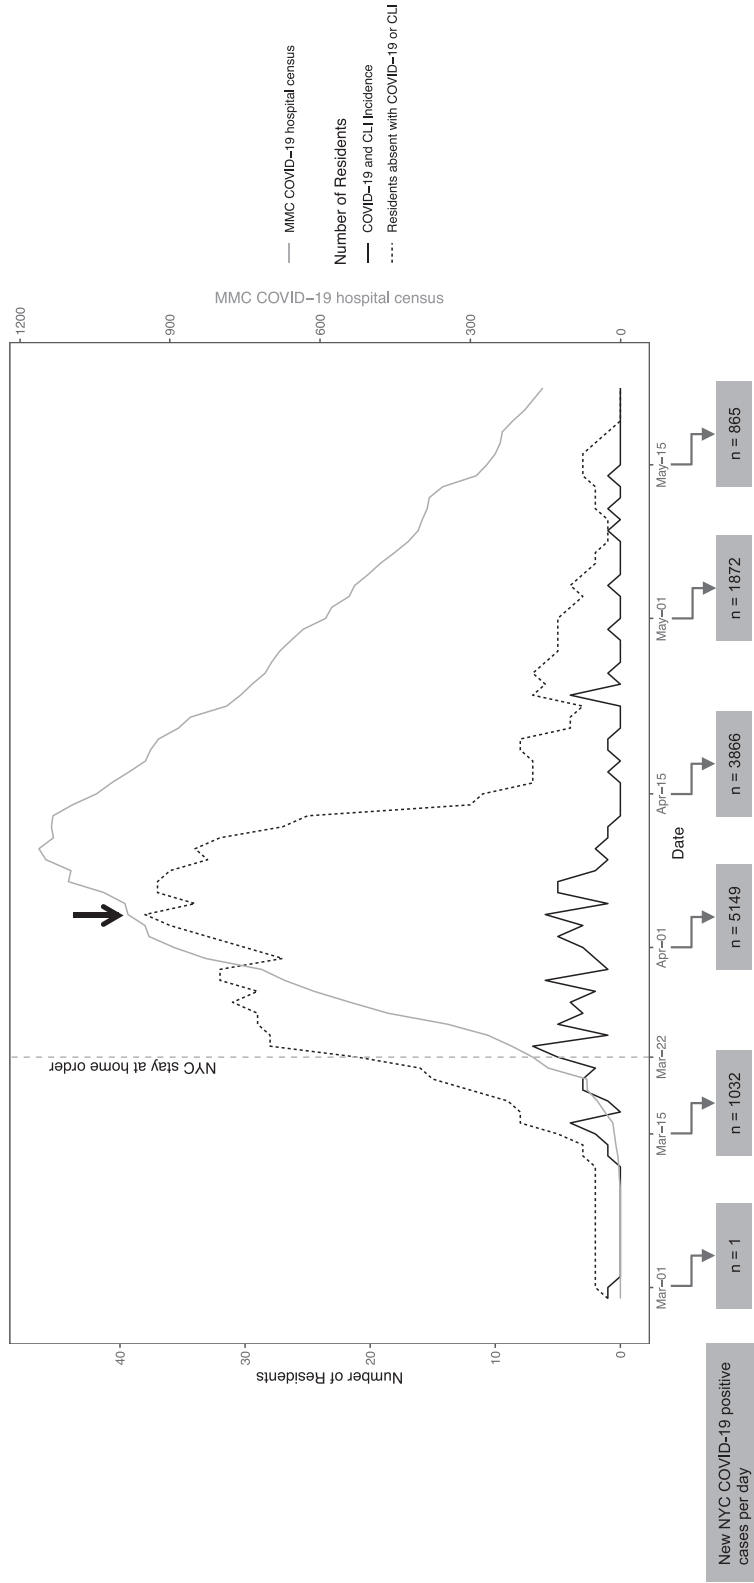 Number of Residents
40
30
20
10
0
NYC stay at home order
MMC COVID−19 hospital census
1200
900
600
300
0
Mar−01
Mar−15
Mar−22
Apr−01
Apr−15
May−01
May−15
Date
New NYC COVID-19 positive
cases per day
n = 1
n = 1032
n = 5149
n = 3866
n = 1872
n = 865
MMC COVID−19 hospital census
Number of Residents
COVID−19 and CLI Incidence
Residents absent with COVID−19 or CLI